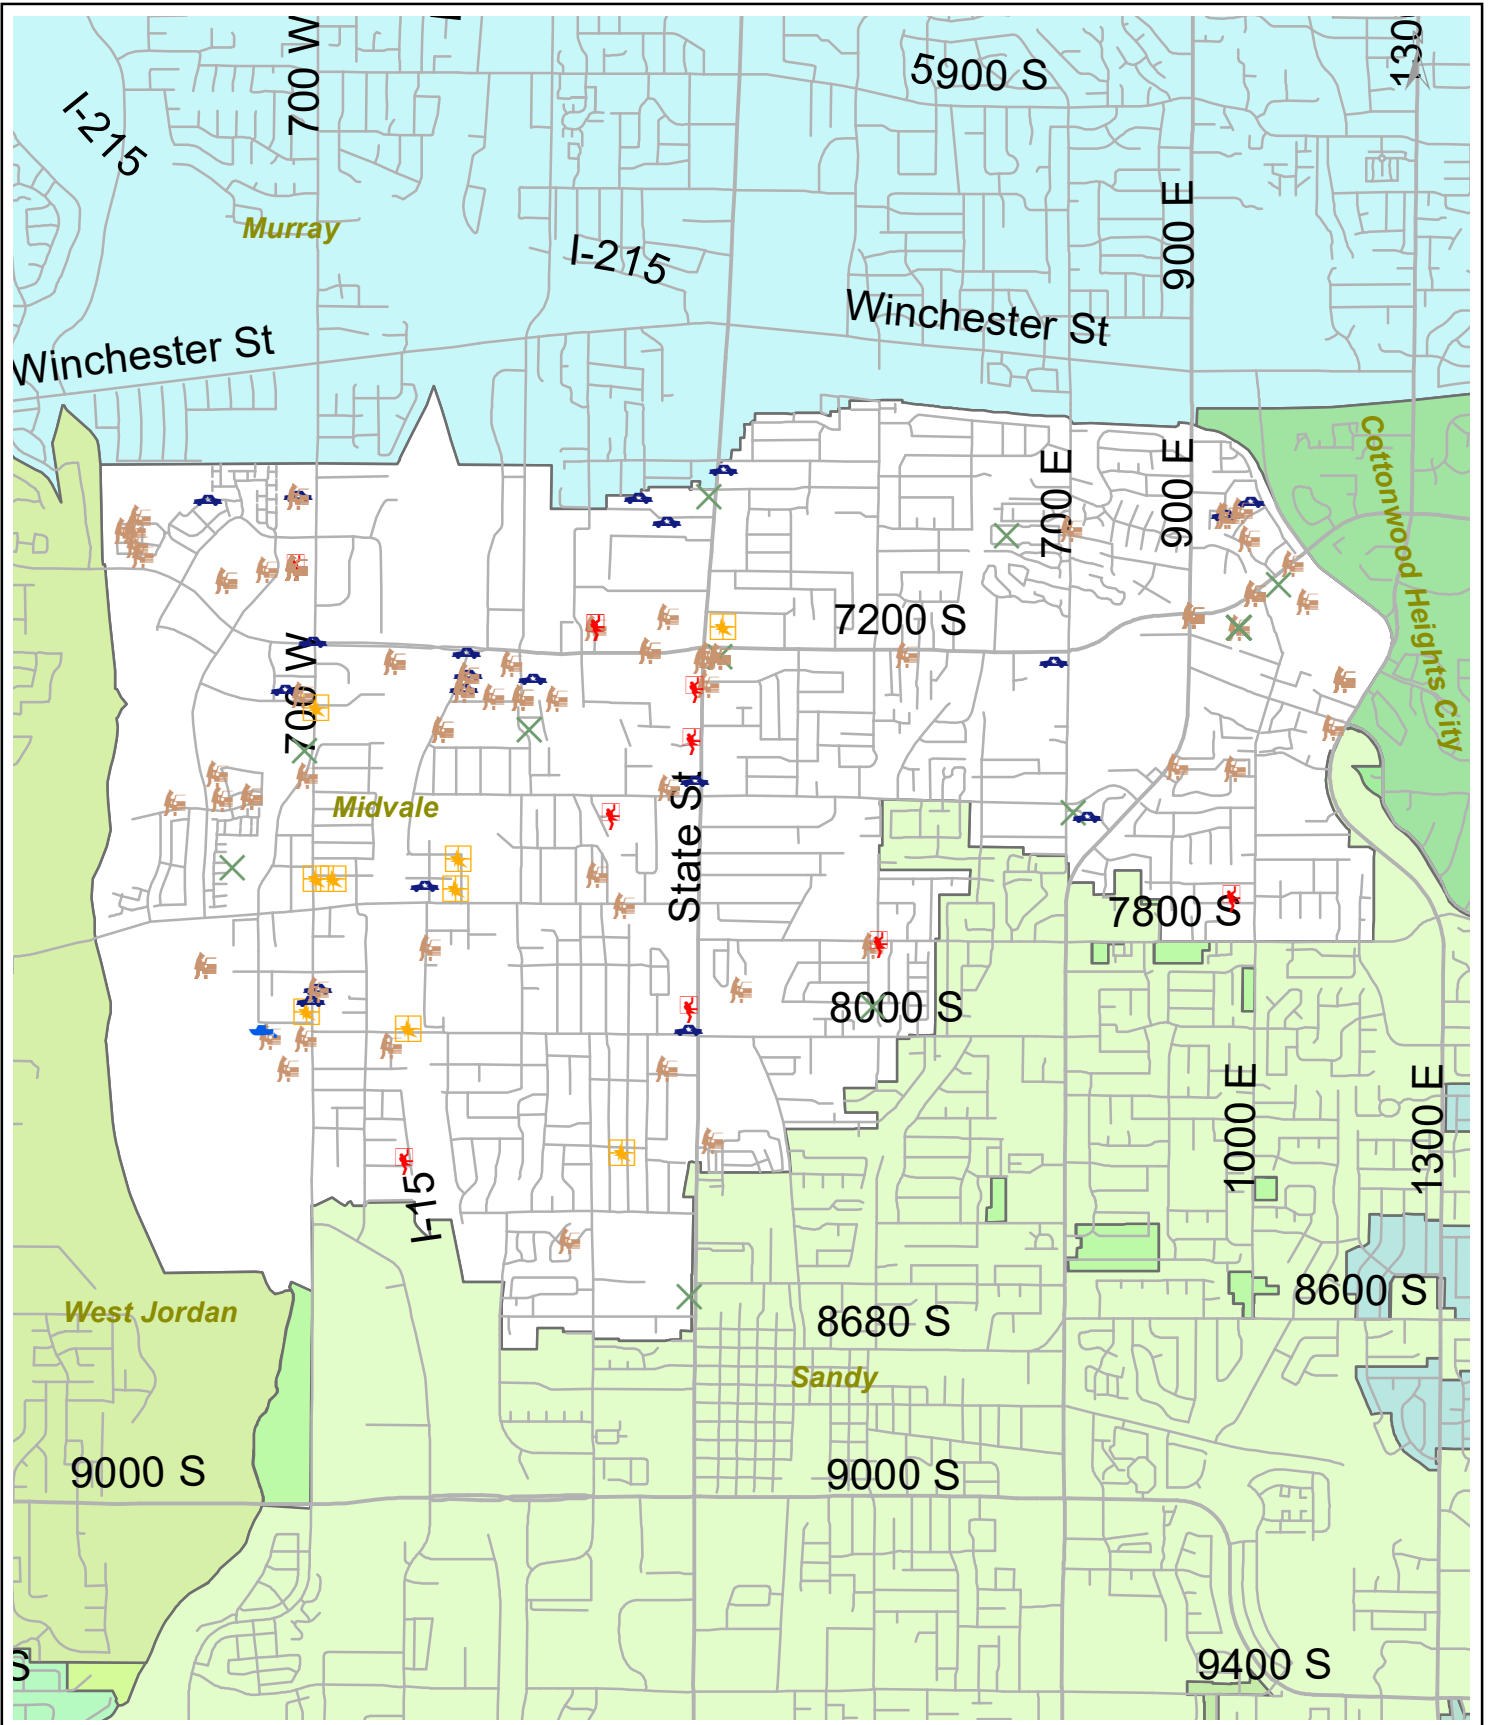 700 W
5900 S
130
I-215
900 E
Murray
I-215
Winchester St
Winchester St
Cottonwood Heights City
700 E
900 E
7200 S
700 W
Midvale
State St
7800 S
8000 S
1000 E
1300 E
I-15
8600 S
West Jordan
8680 S
Sandy
9000 S
9000 S
S
9400 S